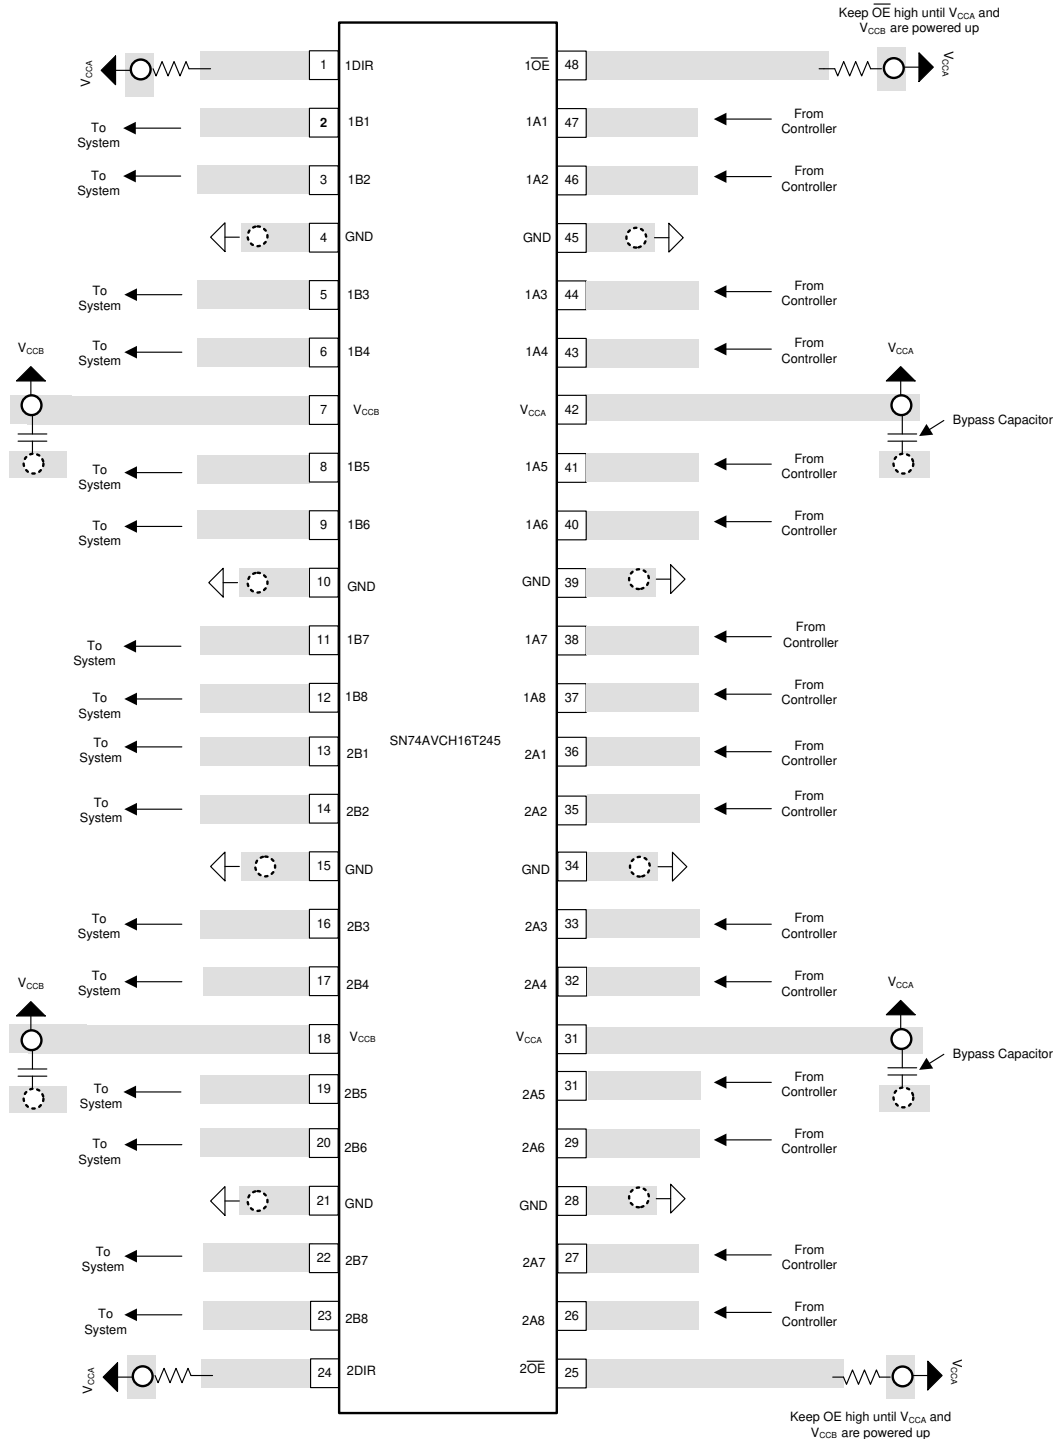 Keep OE high until VCCA and
VCCB are powered up
VCCA 1 1DIR 1OE 48 VCCA
To
System 2 1B1 1A1 47 From
Controller
To
System 3 1B2 1A2 46 From
Controller
4 GND GND 45
To
System 5 1B3 1A3 44 From
Controller
To
System 6 1B4 1A4 43 From
Controller
VCCB VCCA
7 VCCB VCCA 42
Bypass Capacitor
To
System 8 1B5 1A5 41 From
Controller
To
System 9 1B6 1A6 40 From
Controller
10 GND GND 39
To
System 11 1B7 1A7 38 From
Controller
To
System 12 1B8 1A8 37 From
Controller
SN74AVCH16T245
To
System 13 2B1 2A1 36 From
Controller
To
System 14 2B2 2A2 35 From
Controller
15 GND GND 34
To
System 16 2B3 2A3 33 From
Controller
To
System 17 2B4 2A4 32 From
Controller
VCCB VCCA
18 VCCB VCCA 31
Bypass Capacitor
To
System 19 2B5 2A5 31 From
Controller
To
System 20 2B6 2A6 29 From
Controller
21 GND GND 28
To
System 22 2B7 2A7 27 From
Controller
To
System 23 2B8 2A8 26 From
Controller
VCCA 24 2DIR 2OE 25 VCCA
Keep OE high until VCCA and
VCCB are powered up